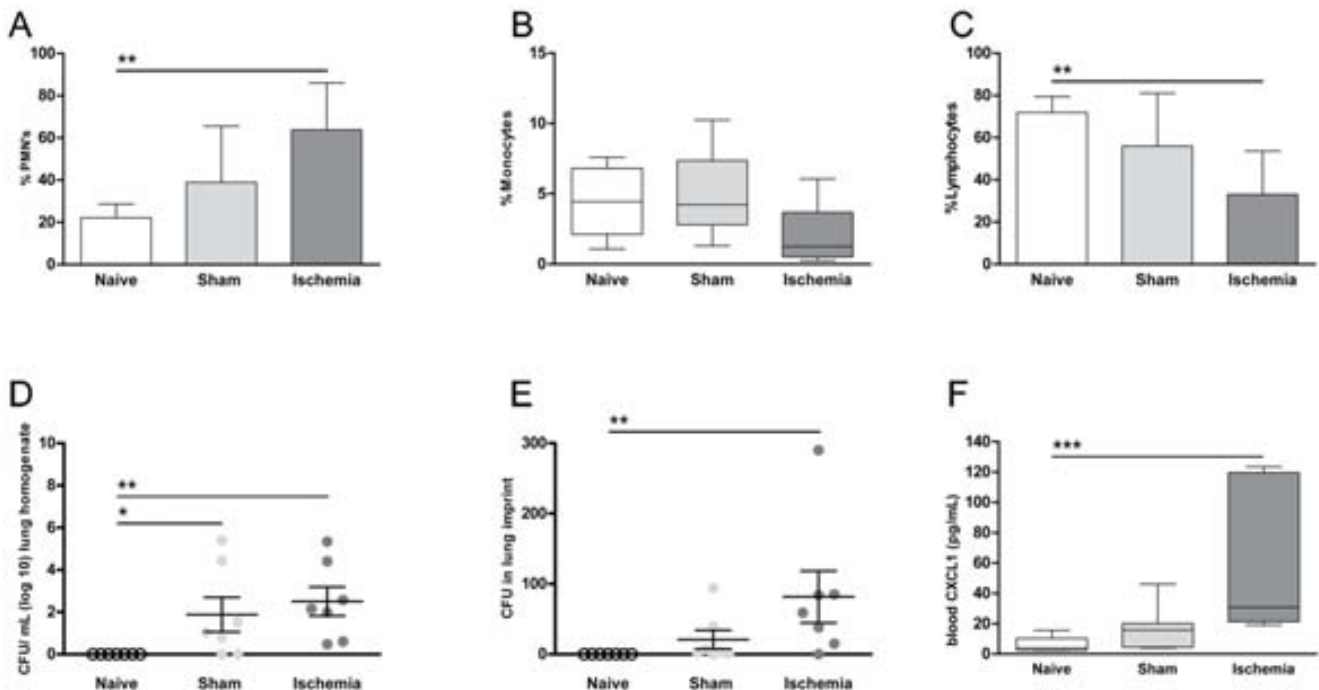 A
% PMN's
100
80
60
40
20
0
**
Naive Sham Ischemia
B
%Monocytes
15
10
5
0
Naive Sham Ischemia
C
%Lymphocytes
100
80
60
40
20
0
**
Naive Sham Ischemia
D
CFU/ mL (log 10) lung homogenate
10
8
6
4
2
0
**
*
Naive Sham Ischemia
E
CFU in lung imprint
300
200
100
0
**
Naive Sham Ischemia
F
blood CXCL1 (pg/mL)
140
120
100
80
60
40
20
0
***
Naive Sham Ischemia